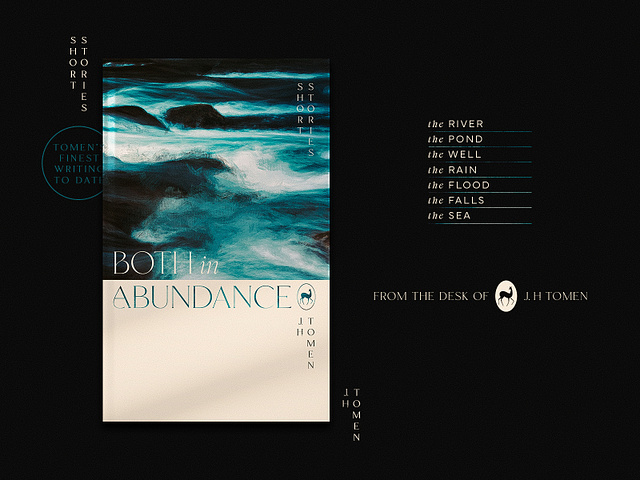 SHORT
STORIES
TOMEN'
FINEST
WRITING
TO DATE
SHORT
STORIES
BOTH in
ABUNDANCE
J. H
TOMEN
the RIVER
the POND
the WELL
the RAIN
the FLOOD
the FALLS
the SEA
FROM THE DESK OF J. H TOMEN
J. H
TOMEN